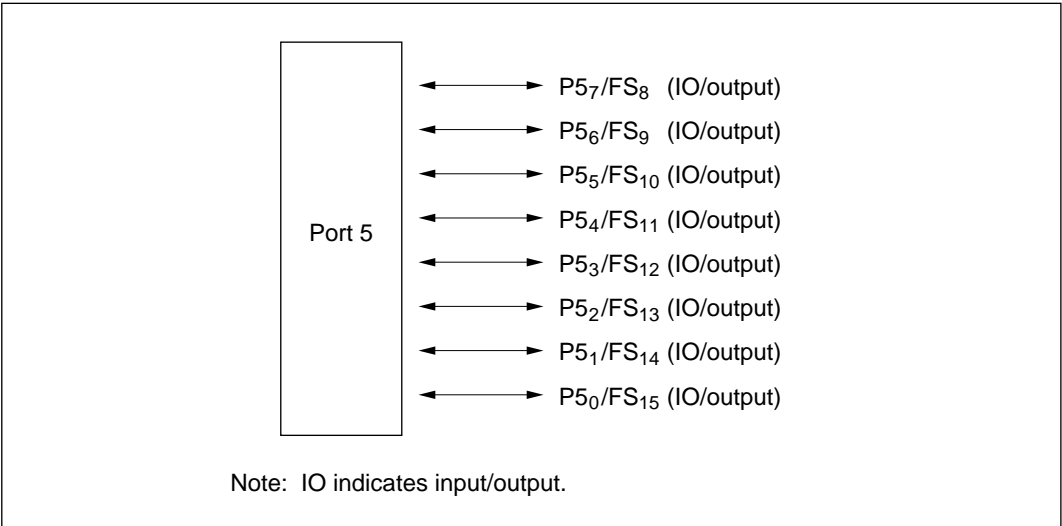 P5₇/FS₈ (IO/output)
P5₆/FS₉ (IO/output)
P5₅/FS₁₀ (IO/output)
P5₄/FS₁₁ (IO/output)
Port 5
P5₃/FS₁₂ (IO/output)
P5₂/FS₁₃ (IO/output)
P5₁/FS₁₄ (IO/output)
P5₀/FS₁₅ (IO/output)
Note: IO indicates input/output.